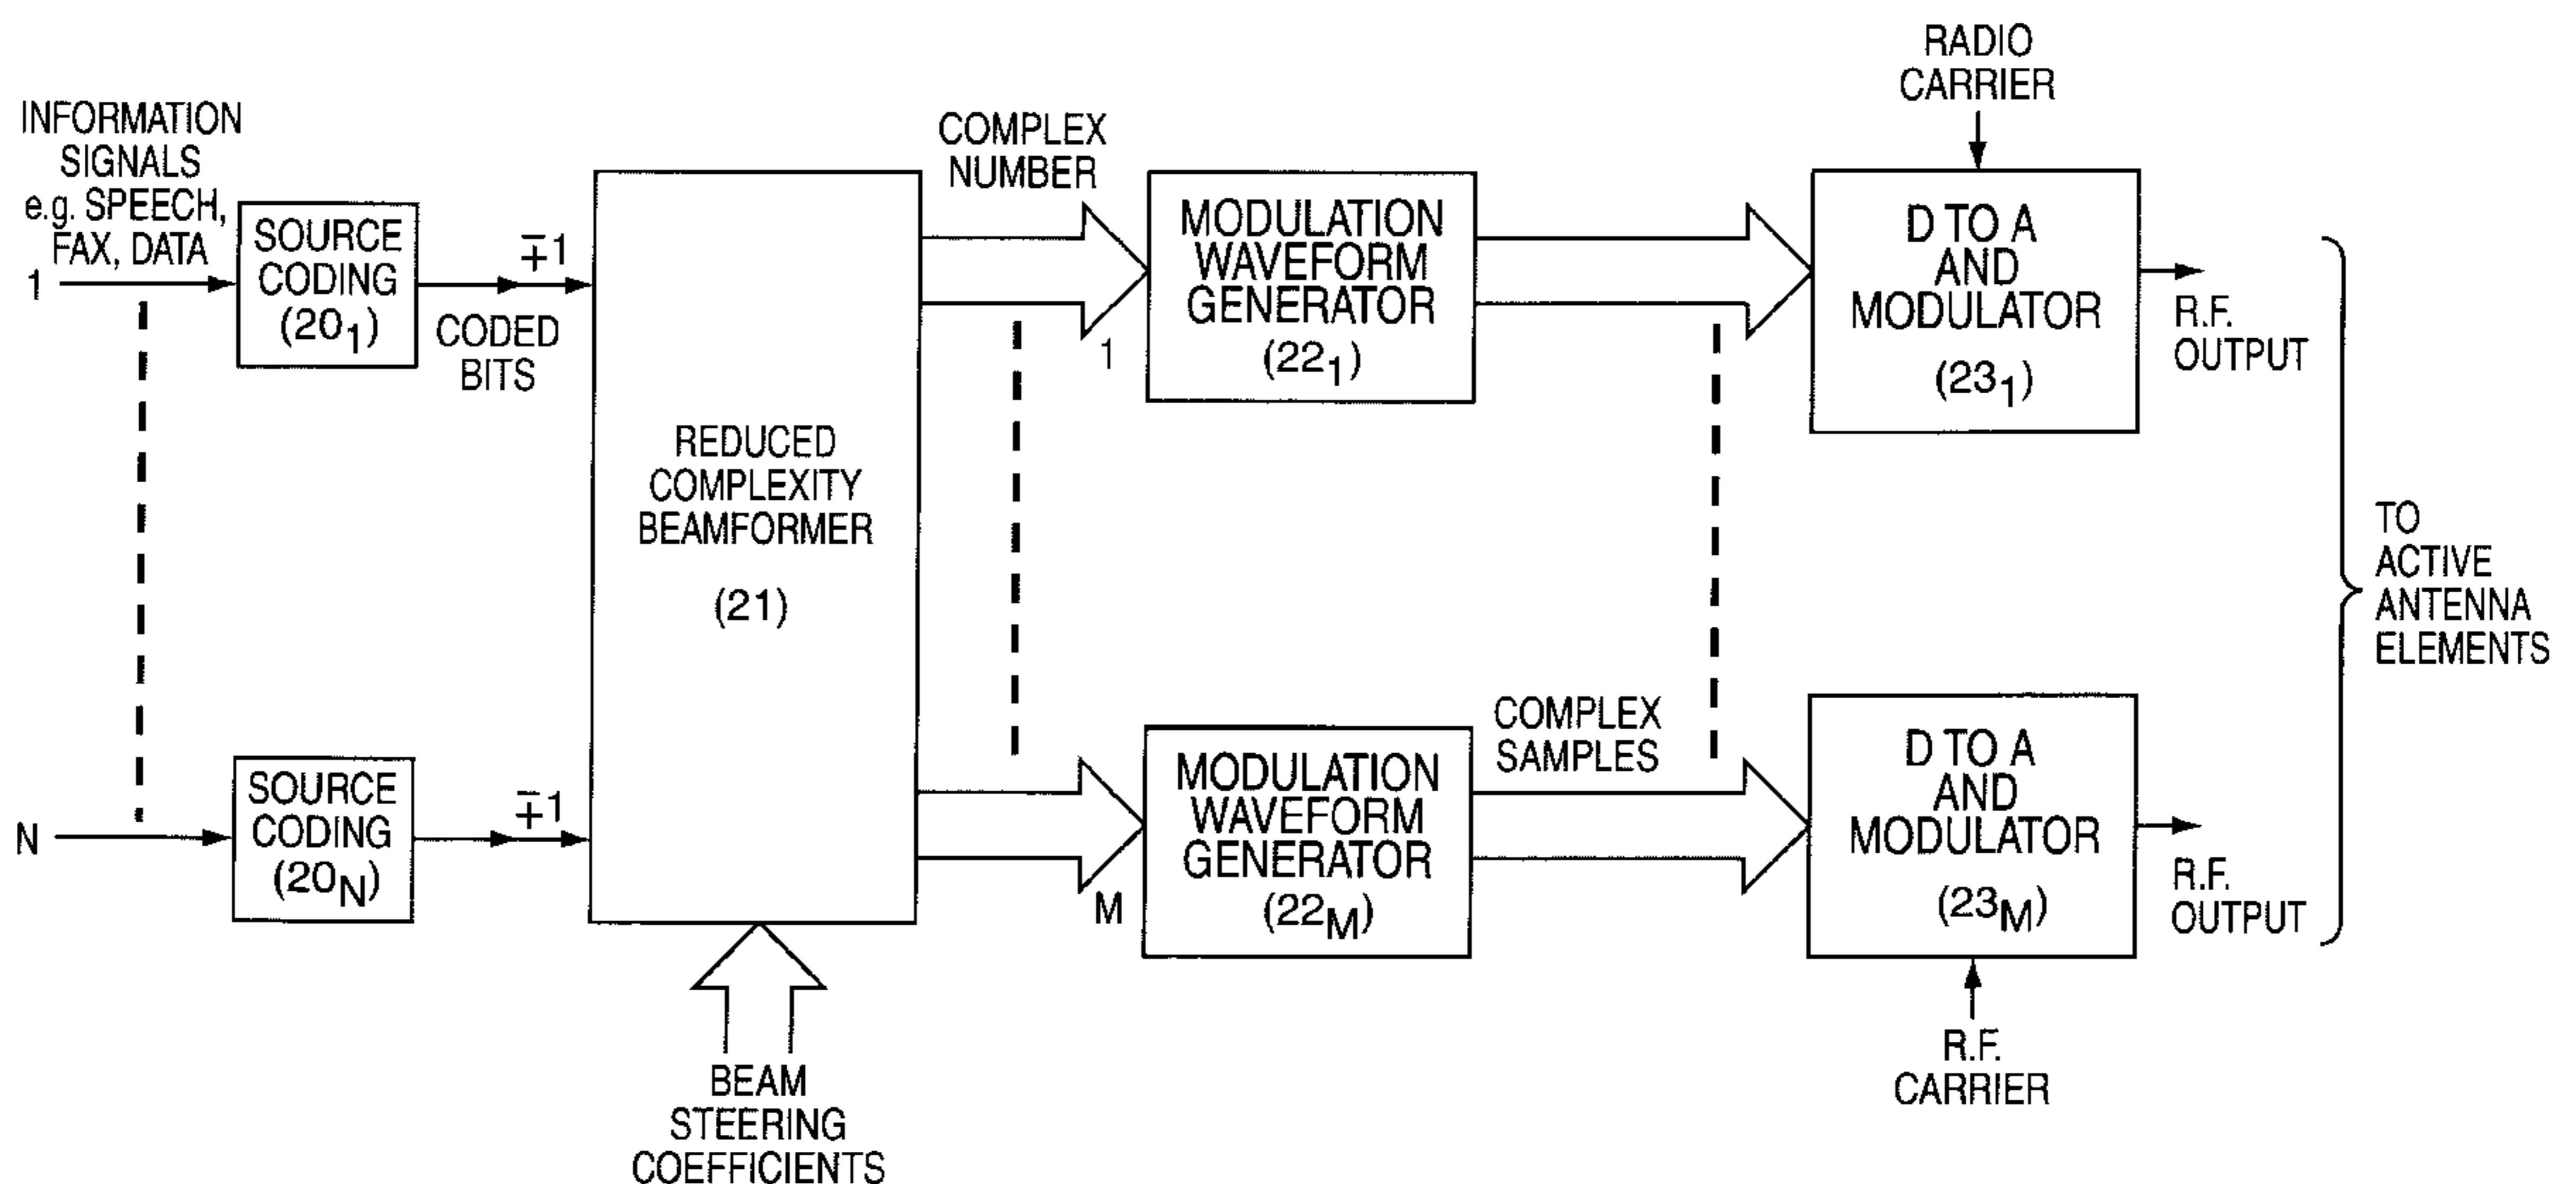 INFORMATION
SIGNALS
e.g. SPEECH,
FAX, DATA
1
SOURCE
CODING
(20₁)
∓1
CODED
BITS
N
SOURCE
CODING
(20N)
∓1
REDUCED
COMPLEXITY
BEAMFORMER
(21)
BEAM
STEERING
COEFFICIENTS
COMPLEX
NUMBER
1
MODULATION
WAVEFORM
GENERATOR
(22₁)
M
MODULATION
WAVEFORM
GENERATOR
(22M)
COMPLEX
SAMPLES
RADIO
CARRIER
D TO A
AND
MODULATOR
(23₁)
R.F.
OUTPUT
D TO A
AND
MODULATOR
(23M)
R.F.
OUTPUT
R.F.
CARRIER
TO
ACTIVE
ANTENNA
ELEMENTS